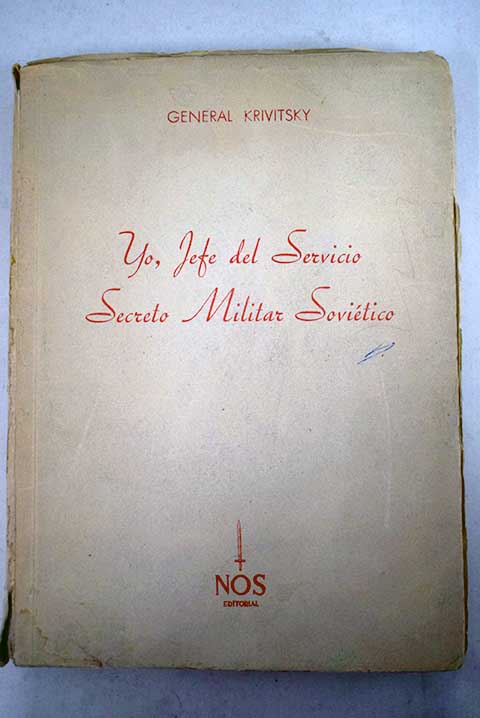 GENERAL KRIVITSKY
Yo, Jefe del Servicio
Secreto Militar Soviético
NOS
EDITORIAL